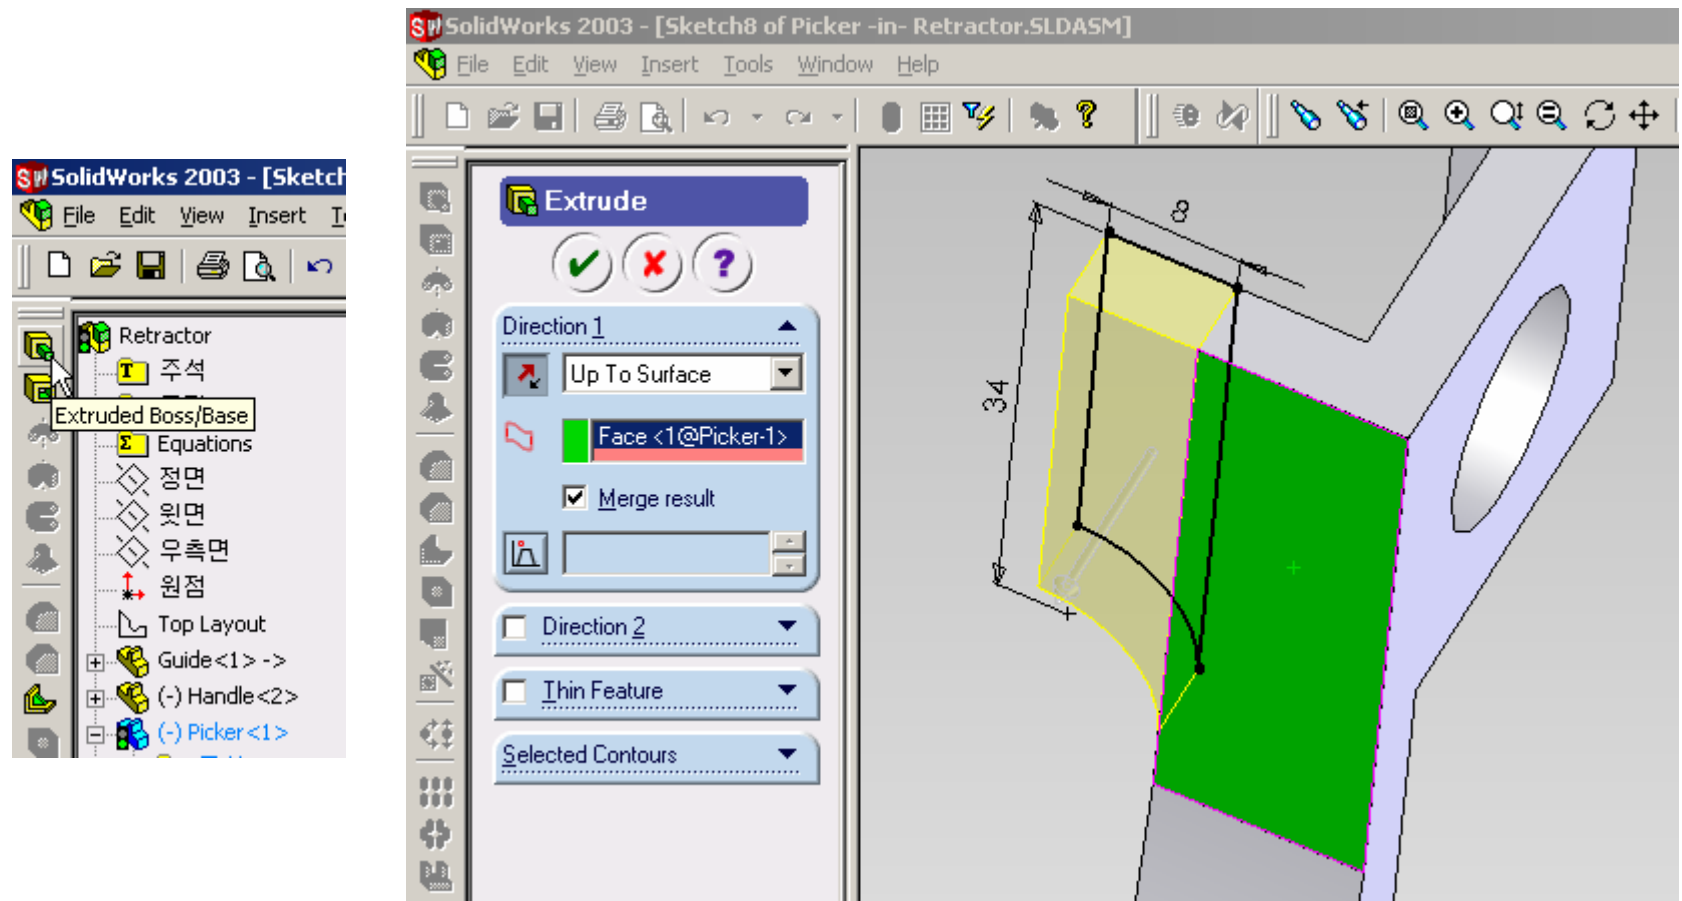 SolidWorks 2003 - [Sketch
File Edit View Insert
Retractor
주석
Extruded Boss/Base
Equations
정면
윗면
우측면
원점
Top Layout
Guide<1> ->
(-) Handle<2>
(-) Picker<1>
SolidWorks 2003 - [Sketch8 of Picker -in- Retractor.SLDASM]
File Edit View Insert Tools Window Help
Extrude
Direction 1
Up To Surface
Face <1@Picker-1>
Merge result
Direction 2
Thin Feature
Selected Contours
8
34